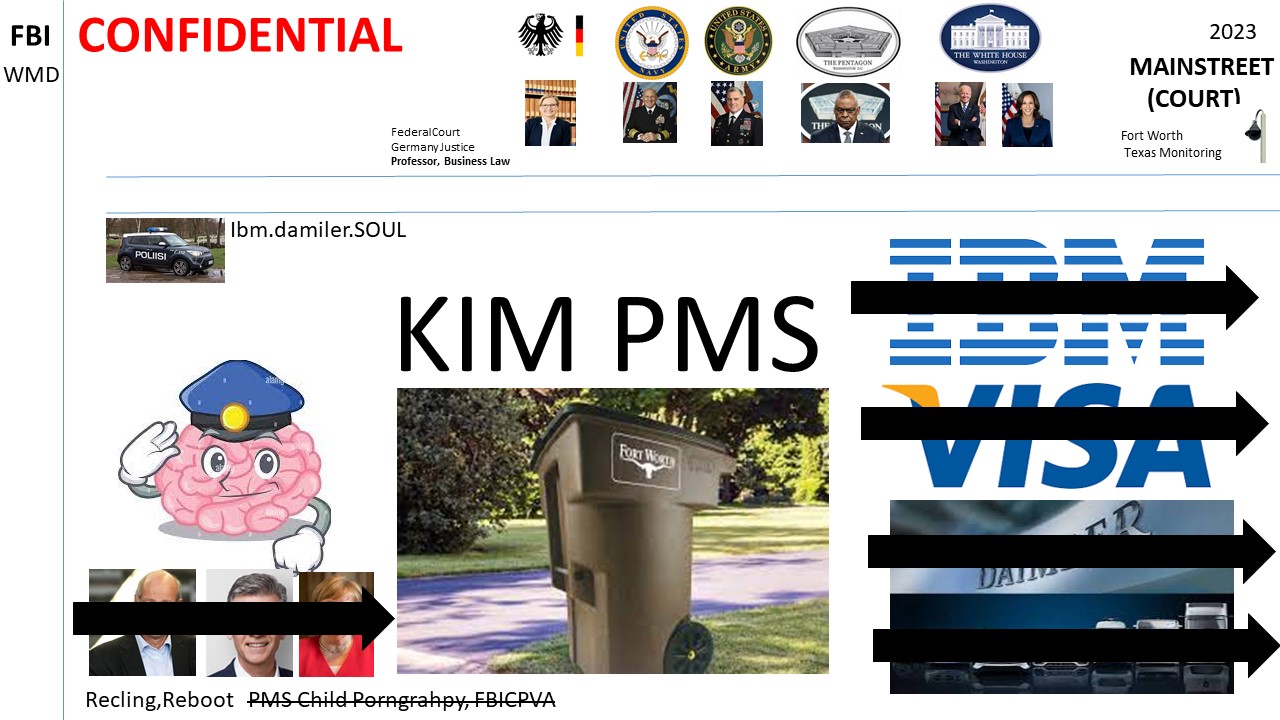 FBI
WMD
CONFIDENTIAL
UNITED STATES
NAVY
UNITED STATES
ARMY
THE PENTAGON
WASHINGTON DC
THE WHITE HOUSE
WASHINGTON
2023
MAINSTREET
(COURT)
Fort Worth
Texas Monitoring
FederalCourt
Germany Justice
Professor, Business Law
POLIISI
Ibm.damiler.SOUL
KIM PMS
IBM
VISA
FORT WORTH
DAIMLER
Recling,Reboot PMS Child Porngrahpy, FBICPVA